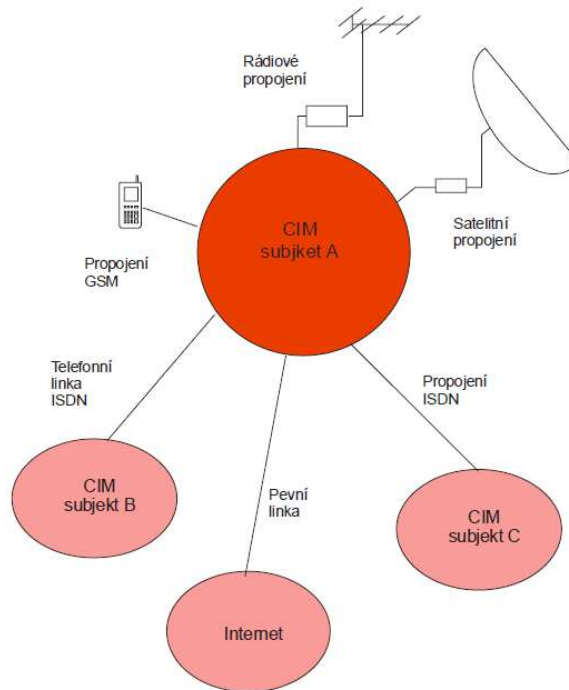 Rádiové
propojení
Satelitní
propojení
CIM
subjket A
Propojení
GSM
Telefonní
linka
ISDN
Propojení
ISDN
Pevní
linka
CIM
subjekt B
CIM
subjekt C
Internet